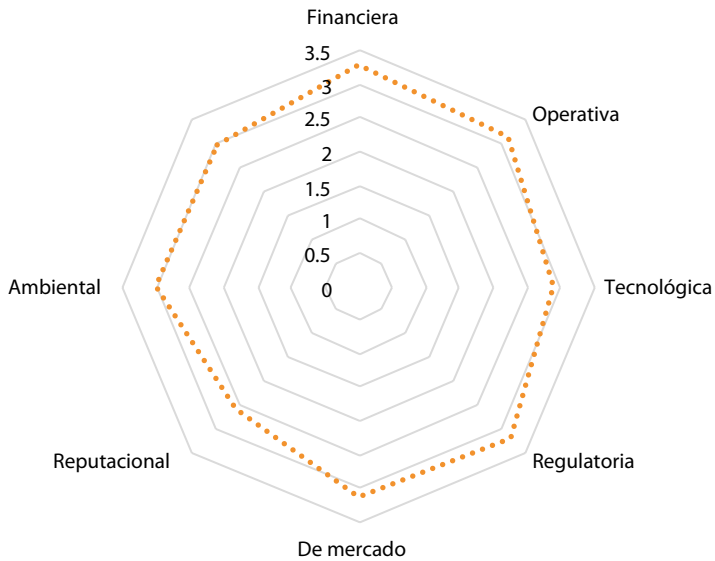 Financiera
3.5
3
Operativa
2.5
2
1.5
1
0.5
Ambiental
0
Tecnológica
Reputacional
Regulatoria
De mercado